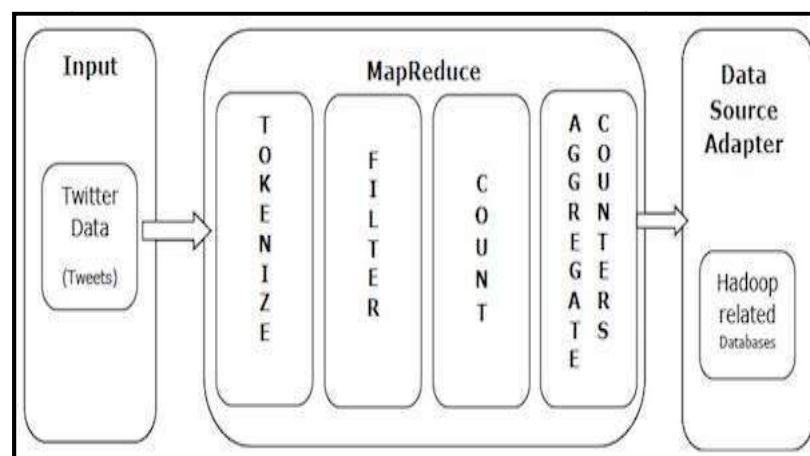 Input
Twitter
Data
(Tweets)
MapReduce
TOKENIZE
FILTER
COUNT
AGGREGATE
COUNTERS
Data
Source
Adapter
Hadoop
related
Databases